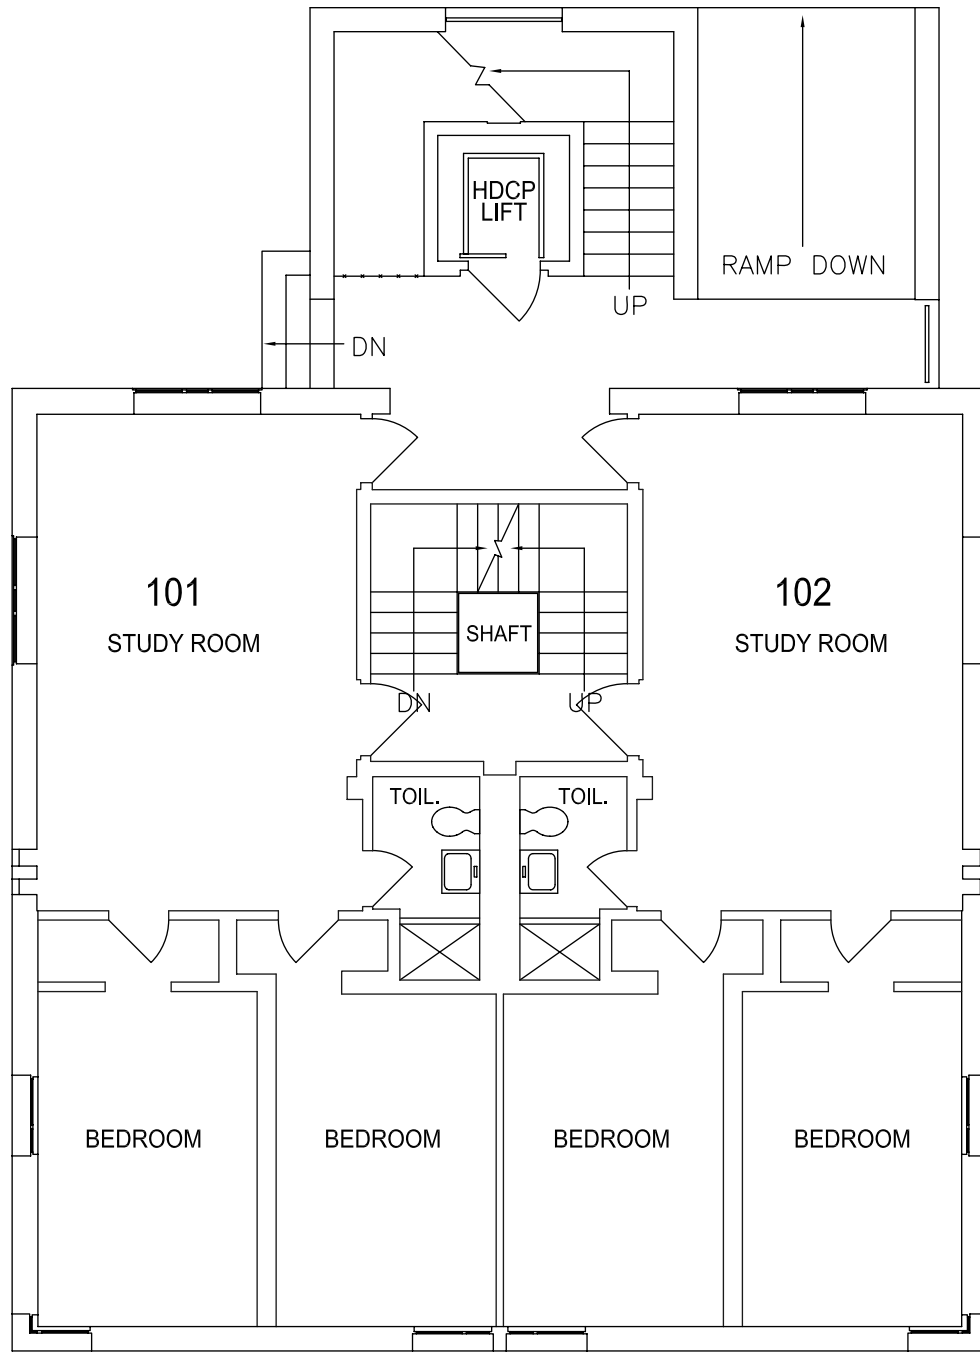 HDCP
LIFT
RAMP DOWN
UP
DN
101
STUDY ROOM
102
STUDY ROOM
SHAFT
DN
UP
TOIL.
TOIL.
BEDROOM
BEDROOM
BEDROOM
BEDROOM